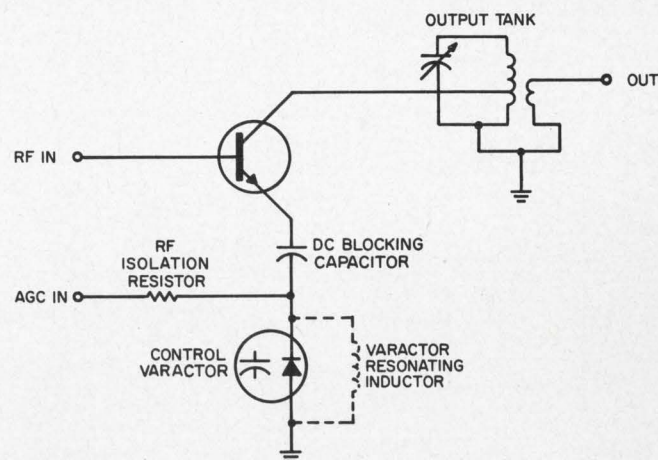 OUTPUT TANK
OUT
RF IN
DC BLOCKING
CAPACITOR
RF
ISOLATION
RESISTOR
AGC IN
CONTROL
VARACTOR
VARACTOR
RESONATING
INDUCTOR